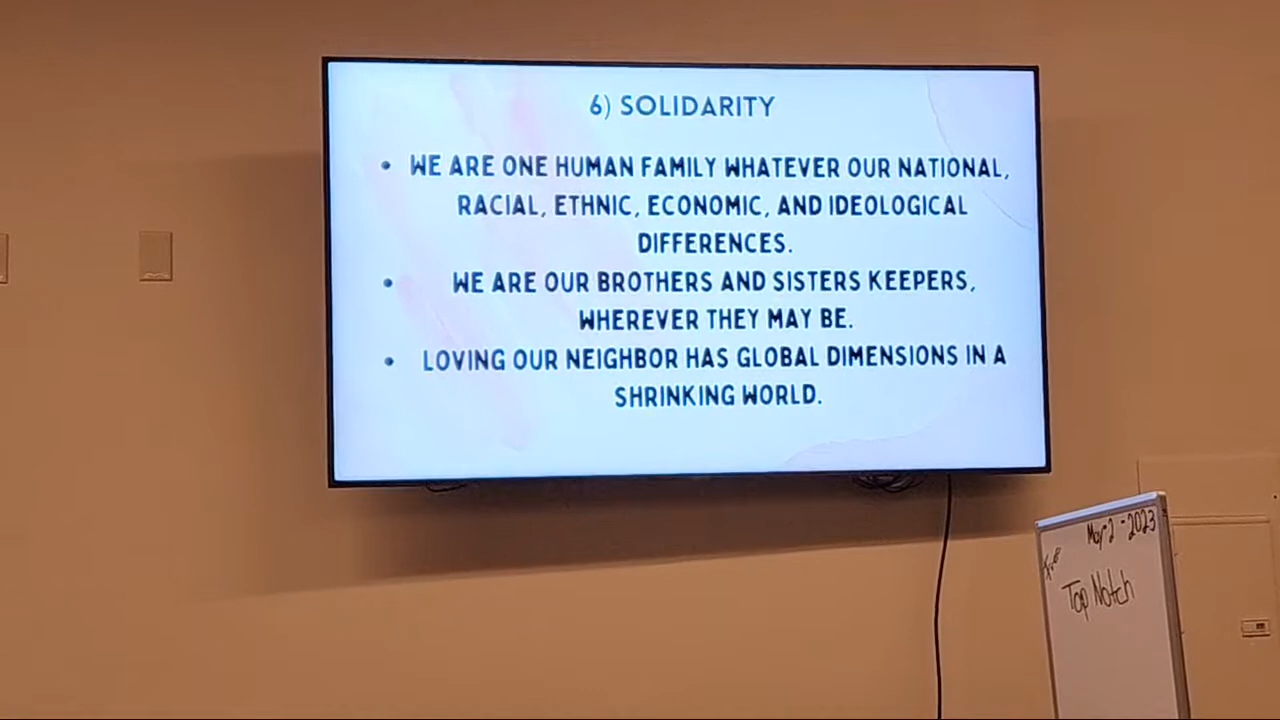 6) SOLIDARITY
• WE ARE ONE HUMAN FAMILY WHATEVER OUR NATIONAL,
RACIAL, ETHNIC, ECONOMIC, AND IDEOLOGICAL
DIFFERENCES.
• WE ARE OUR BROTHERS AND SISTERS KEEPERS,
WHEREVER THEY MAY BE.
• LOVING OUR NEIGHBOR HAS GLOBAL DIMENSIONS IN A
SHRINKING WORLD.
May 2 - 2023
Top Notch